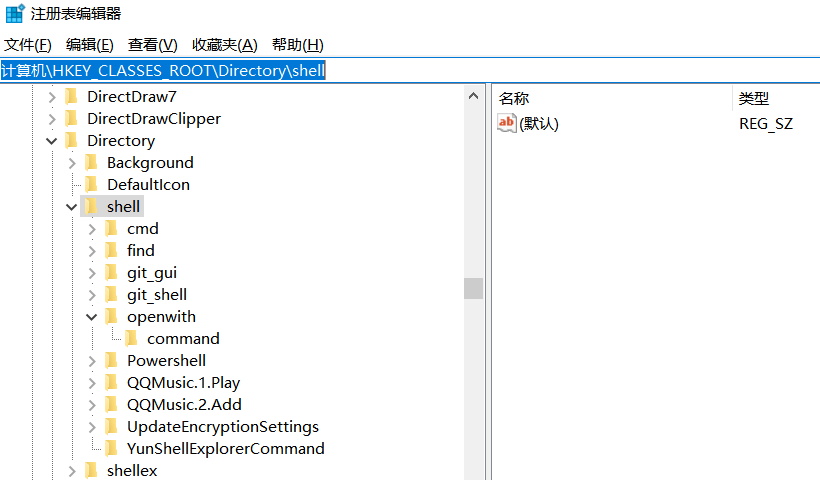 注册表编辑器
文件(F) 编辑(E) 查看(V) 收藏夹(A) 帮助(H)
计算机\HKEY_CLASSES_ROOT\Directory\shell
DirectDraw7
DirectDrawClipper
Directory
Background
DefaultIcon
shell
cmd
find
git_gui
git_shell
openwith
command
Powershell
QQMusic.1.Play
QQMusic.2.Add
UpdateEncryptionSettings
YunShellExplorerCommand
shellex
名称 类型
ab (默认) REG_SZ